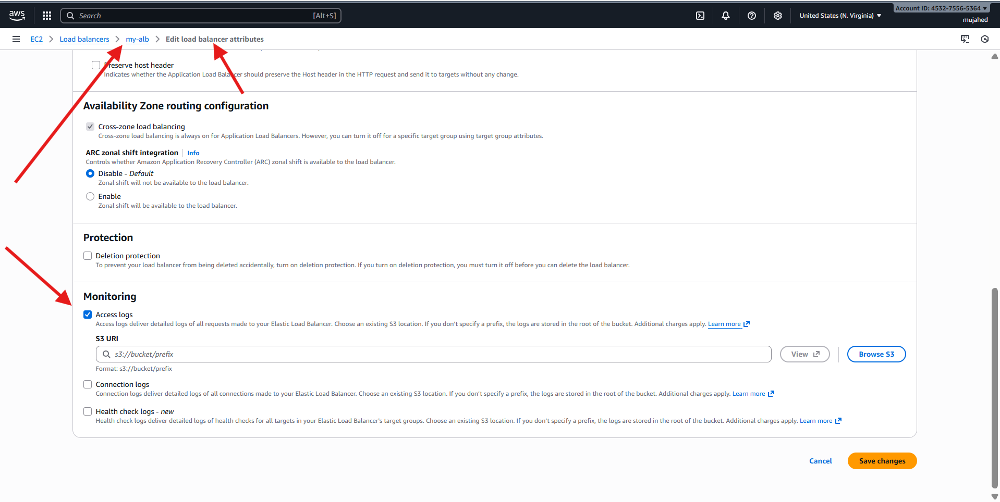 aws
Search
[Alt+S]
United States (N. Virginia)
Account ID: 4532-7556-5364
mujahed
EC2
Load balancers
my-alb
Edit load balancer attributes
Preserve host header
Indicates whether the Application Load Balancer should preserve the Host header in the HTTP request and send it to targets without any change.
Availability Zone routing configuration
Cross-zone load balancing
Cross-zone load balancing is always on for Application Load Balancers. However, you can turn it off for a specific target group using target group attributes.
ARC zonal shift integration
Info
Controls whether Amazon Application Recovery Controller (ARC) zonal shift is available to the load balancer.
Disable - Default
Zonal shift will not be available to the load balancer.
Enable
Zonal shift will be available to the load balancer.
Protection
Deletion protection
To prevent your load balancer from being deleted accidentally, turn on deletion protection. If you turn on deletion protection, you must turn it off before you can delete the load balancer.
Monitoring
Access logs
Access logs deliver detailed logs of all requests made to your Elastic Load Balancer. Choose an existing S3 location. If you don’t specify a prefix, the logs are stored in the root of the bucket. Additional charges apply. Learn more
S3 URI
s3://bucket/prefix
View
Browse S3
Format: s3://bucket/prefix
Connection logs
Connection logs deliver detailed logs of all connections made to your Elastic Load Balancer. Choose an existing S3 location. If you don’t specify a prefix, the logs are stored in the root of the bucket. Additional charges apply. Learn more
Health check logs - new
Health check logs deliver detailed logs of health checks for all targets in your Elastic Load Balancer's target groups. Choose an existing S3 location. If you don’t specify a prefix, the logs are stored in the root of the bucket. Additional charges apply. Learn more
Cancel
Save changes